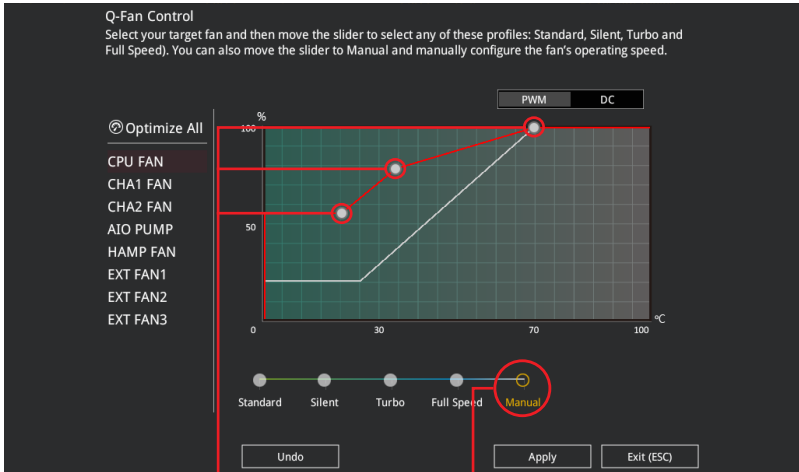 Q-Fan Control
Select your target fan and then move the slider to select any of these profiles: Standard, Silent, Turbo and
Full Speed). You can also move the slider to Manual and manually configure the fan's operating speed.
PWM DC
Optimize All
CPU FAN
CHA1 FAN
CHA2 FAN
AIO PUMP
HAMP FAN
EXT FAN1
EXT FAN2
EXT FAN3
%
100
50
0 30 70 100
°C
Standard Silent Turbo Full Speed Manual
Undo Apply Exit (ESC)